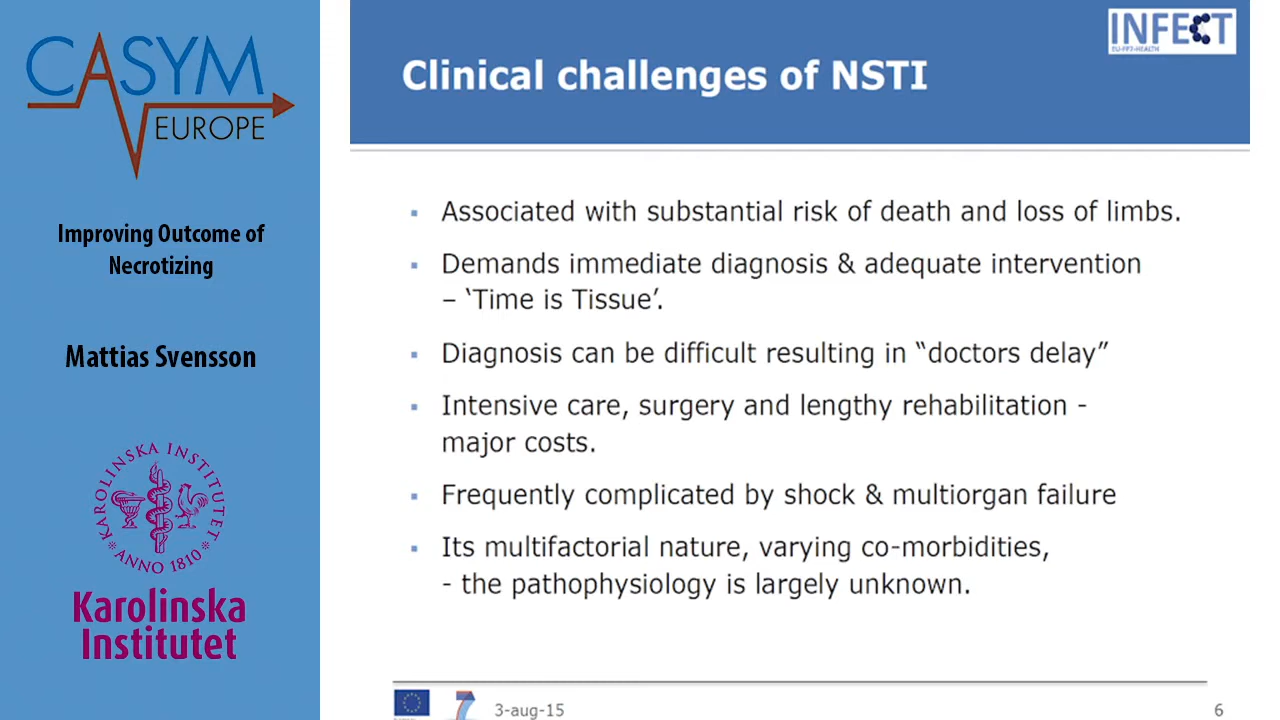 CASYM
EUROPE
Improving Outcome of
Necrotizing
Mattias Svensson
KAROLINSKA INSTITUTET
ANNO 1810
Karolinska
Institutet
INFECT
EU-FP7-HEALTH
Clinical challenges of NSTI
▪ Associated with substantial risk of death and loss of limbs.
▪ Demands immediate diagnosis & adequate intervention
– ‘Time is Tissue’.
▪ Diagnosis can be difficult resulting in “doctors delay”
▪ Intensive care, surgery and lengthy rehabilitation -
major costs.
▪ Frequently complicated by shock & multiorgan failure
▪ Its multifactorial nature, varying co-morbidities,
- the pathophysiology is largely unknown.
7
3-aug-15
6